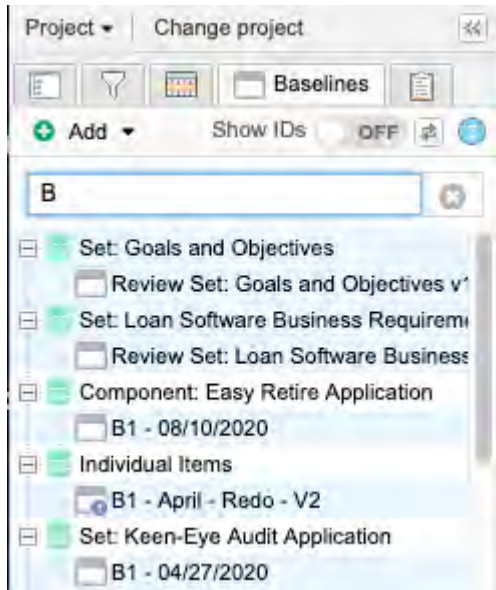 Project Change project
Baselines
Add Show IDs OFF
B
Set: Goals and Objectives
Review Set: Goals and Objectives v1
Set: Loan Software Business Requirem
Review Set: Loan Software Business
Component: Easy Retire Application
B1 - 08/10/2020
Individual Items
B1 - April - Redo - V2
Set: Keen-Eye Audit Application
B1 - 04/27/2020